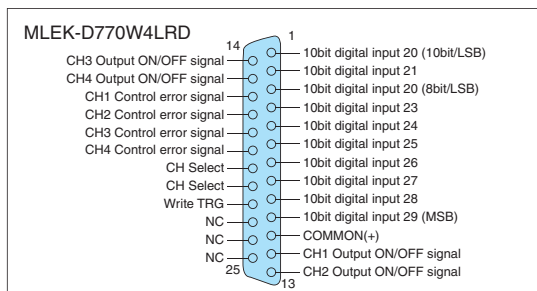 MLEK-D770W4LRD
14
1
CH3 Output ON/OFF signal
CH4 Output ON/OFF signal
CH1 Control error signal
CH2 Control error signal
CH3 Control error signal
CH4 Control error signal
CH Select
CH Select
Write TRG
NC
NC
NC
25
10bit digital input 20 (10bit/LSB)
10bit digital input 21
10bit digital input 20 (8bit/LSB)
10bit digital input 23
10bit digital input 24
10bit digital input 25
10bit digital input 26
10bit digital input 27
10bit digital input 28
10bit digital input 29 (MSB)
COMMON(+)
CH1 Output ON/OFF signal
CH2 Output ON/OFF signal
13